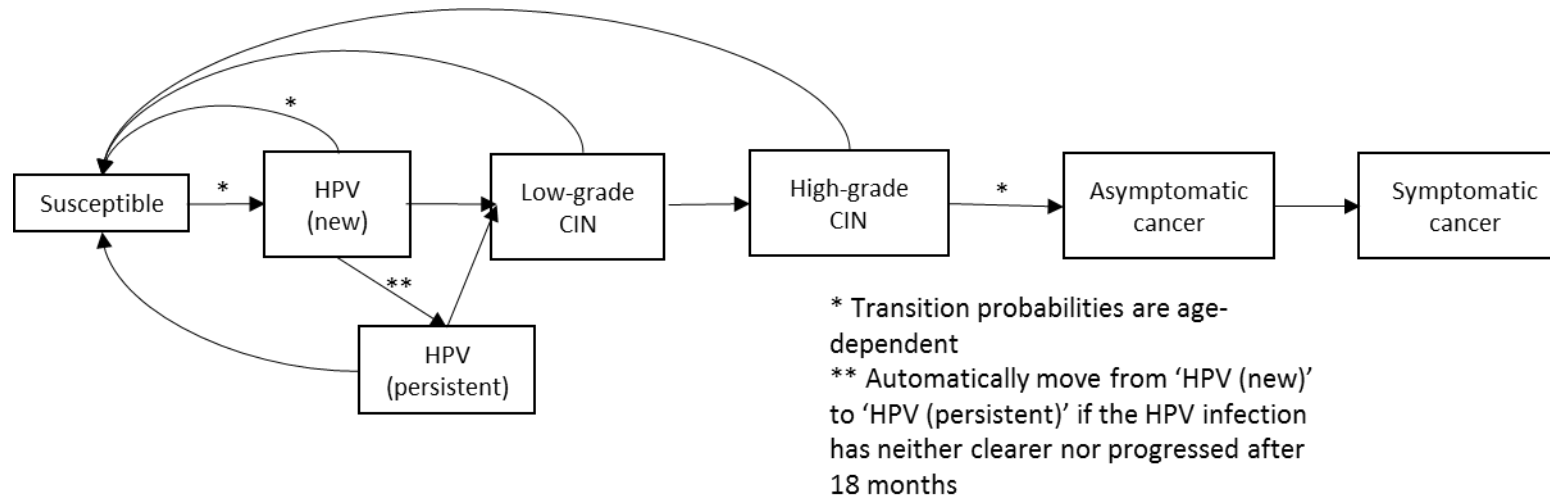 *
Susceptible
*
HPV
(new)
Low-grade
CIN
High-grade
CIN
*
Asymptomatic
cancer
Symptomatic
cancer
**
HPV
(persistent)
* Transition probabilities are age-
dependent
** Automatically move from ‘HPV (new)’
to ‘HPV (persistent)’ if the HPV infection
has neither clearer nor progressed after
18 months